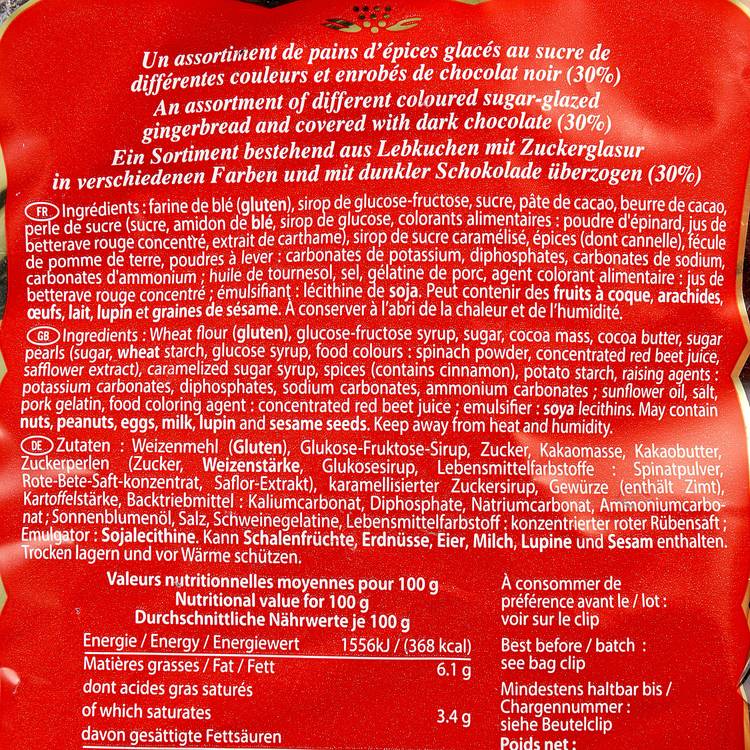 Un assortiment de pains d'épices glacés au sucre de
différentes couleurs et enrobés de chocolat noir (30%)
An assortment of different coloured sugar-glazed
gingerbread and covered with dark chocolate (30%)
Ein Sortiment bestehend aus Lebkuchen mit Zuckerglasur
in verschiedenen Farben und mit dunkler Schokolade überzogen (30%)
FR Ingrédients : farine de blé (gluten), sirop de glucose-fructose, sucre, pâte de cacao, beurre de cacao,
perle de sucre (sucre, amidon de blé, sirop de glucose, colorants alimentaires : poudre d'épinard, jus de
betterave rouge concentré, extrait de carthame), sirop de sucre caramélisé, épices (dont cannelle), fécule
de pomme de terre, poudres à lever : carbonates de potassium, diphosphates, carbonates de sodium,
carbonates d'ammonium ; huile de tournesol, sel, gélatine de porc, agent colorant alimentaire : jus de
betterave rouge concentré ; émulsifiant : lécithine de soja. Peut contenir des fruits à coque, arachides,
œufs, lait, lupin et graines de sésame. À conserver à l'abri de la chaleur et de l'humidité.
GB Ingredients : Wheat flour (gluten), glucose-fructose syrup, sugar, cocoa mass, cocoa butter, sugar
pearls (sugar, wheat starch, glucose syrup, food colours : spinach powder, concentrated red beet juice,
safflower extract), caramelized sugar syrup, spices (contains cinnamon), potato starch, raising agents :
potassium carbonates, diphosphates, sodium carbonates, ammonium carbonates ; sunflower oil, salt,
pork gelatin, food coloring agent : concentrated red beet juice ; emulsifier : soya lecithins. May contain
nuts, peanuts, eggs, milk, lupin and sesame seeds. Keep away from heat and humidity.
DE Zutaten : Weizenmehl (Gluten), Glukose-Fruktose-Sirup, Zucker, Kakaomasse, Kakaobutter,
Zuckerperlen (Zucker, Weizenstärke, Glukosesirup, Lebensmittelfarbstoffe : Spinatpulver,
Rote-Bete-Saft-konzentrat, Saflor-Extrakt), karamellisierter Zuckersirup, Gewürze (enthält Zimt),
Kartoffelstärke, Backtriebmittel : Kaliumcarbonat, Diphosphate, Natriumcarbonat, Ammoniumcarbo-
nat ; Sonnenblumenöl, Salz, Schweinegelatine, Lebensmittelfarbstoff : konzentrierter roter Rübensaft ;
Emulgator : Sojalecithine. Kann Schalenfrüchte, Erdnüsse, Eier, Milch, Lupine und Sesam enthalten.
Trocken lagern und vor Wärme schützen.
Valeurs nutritionnelles moyennes pour 100 g
Nutritional value for 100 g
Durchschnittliche Nährwerte je 100 g
Energie / Energy / Energiewert 1556kJ / (368 kcal)
Matières grasses / Fat / Fett 6.1 g
dont acides gras saturés
of which saturates 3.4 g
davon gesättigte Fettsäuren
À consommer de
préférence avant le / lot :
voir sur le clip
Best before / batch :
see bag clip
Mindestens haltbar bis /
Chargennummer :
siehe Beutelclip
Poids net :